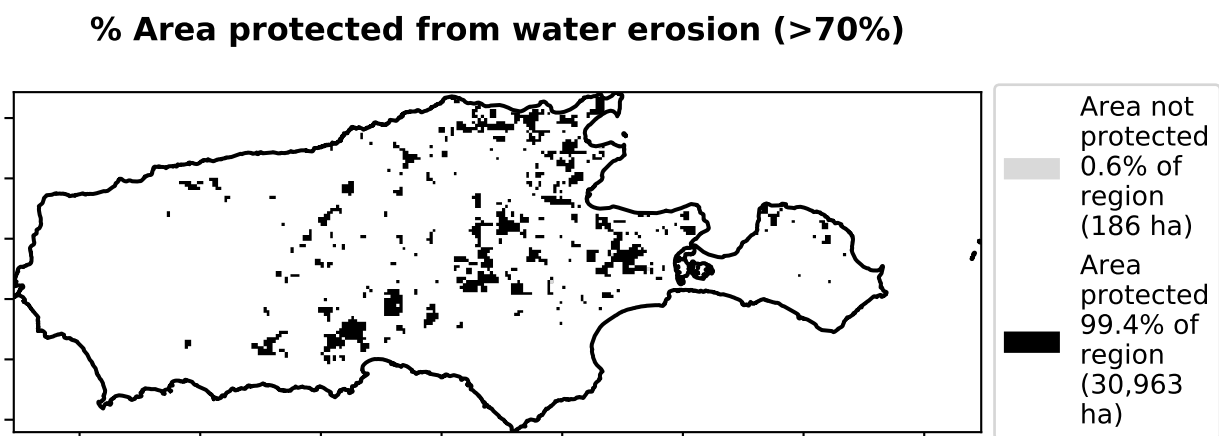 % Area protected from water erosion (>70%)
Area not
protected
0.6% of
region
(186 ha)
Area
protected
99.4% of
region
(30,963
ha)